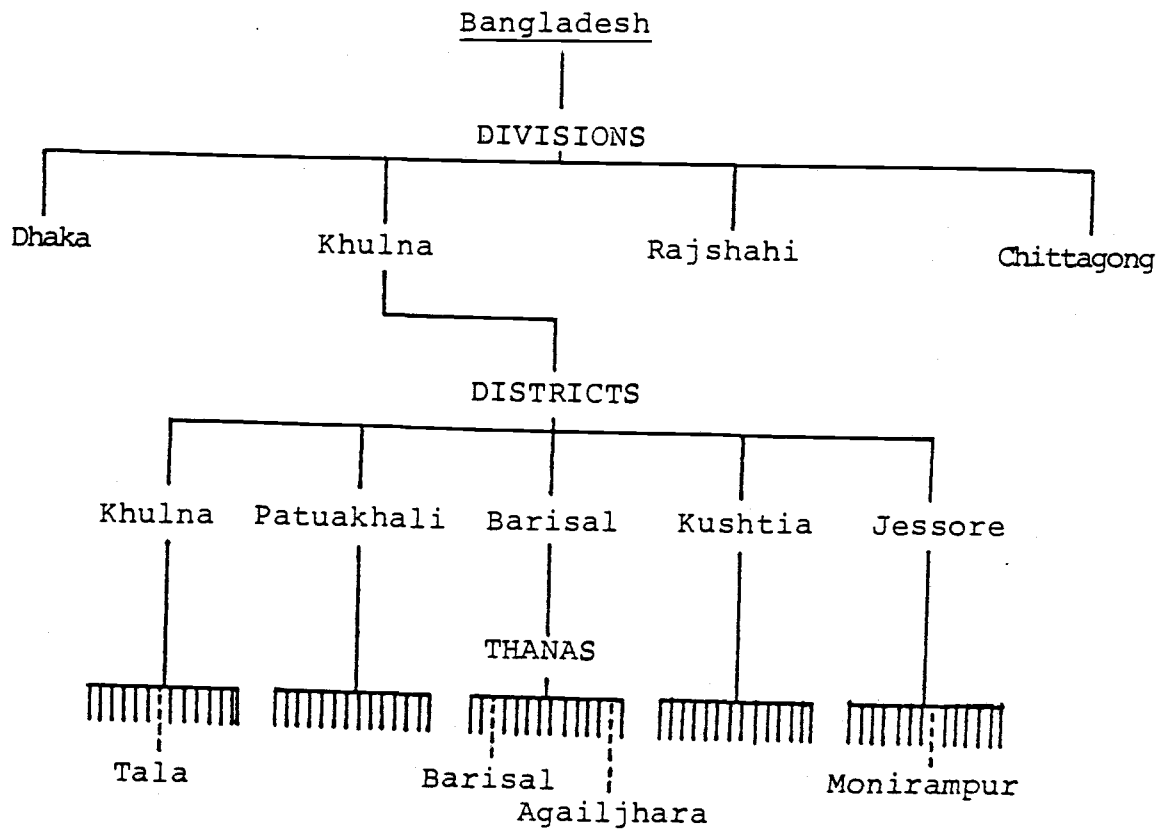 Bangladesh
DIVISIONS
Dhaka Khulna Rajshahi Chittagong
DISTRICTS
Khulna Patuakhali Barisal Kushtia Jessore
THANAS
Tala Barisal Monirampur
Agailjhara